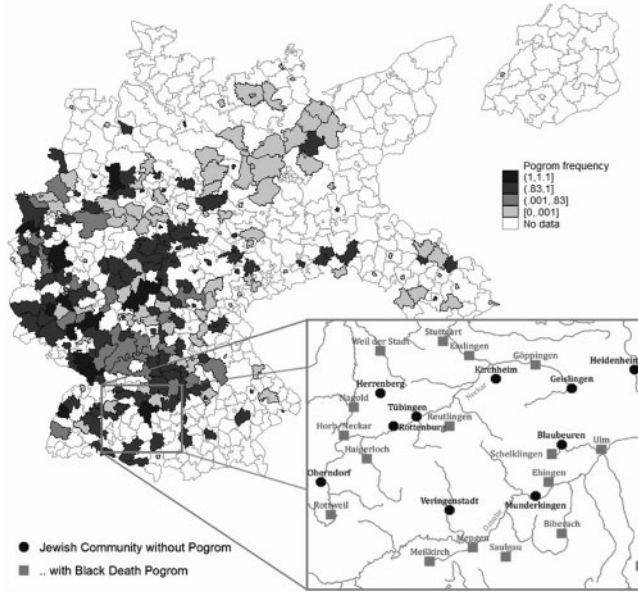 Pogrom frequency
(1,1.1]
(.83,1]
(.001,.83]
[0,.001]
No data
Stuttgart
Weil der Stadt
Esslingen
Göppingen
Heidenheim
Kirchheim
Herrenberg
Neckar
Geislingen
Nagold
Tübingen
Reutlingen
Horb/Neckar
Rottenburg
Blaubeuren
Ulm
Haigerloch
Schelklingen
Oberndorf
Ehingen
Rottweil
Veringenstadt
Munderkingen
Biberach
Mengen
Meßkirch
Saulgau
Jewish Community without Pogrom
.. with Black Death Pogrom